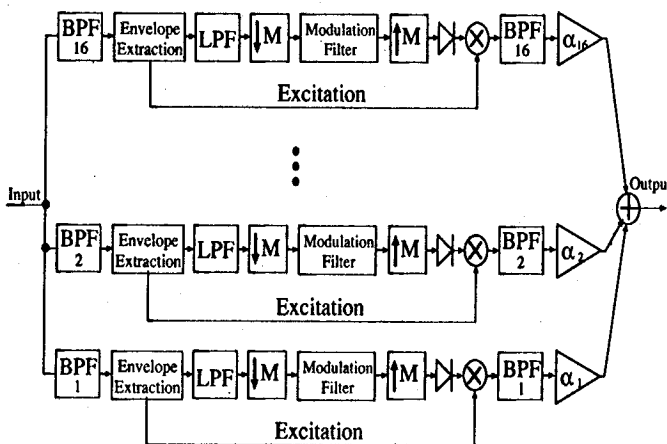 BPF 16
Envelope Extraction
LPF
↓M
Modulation Filter
↑M
BPF 16
α16
Excitation
Input
Outpu
BPF 2
Envelope Extraction
LPF
↓M
Modulation Filter
↑M
BPF 2
α2
Excitation
BPF 1
Envelope Extraction
LPF
↓M
Modulation Filter
↑M
BPF 1
α1
Excitation